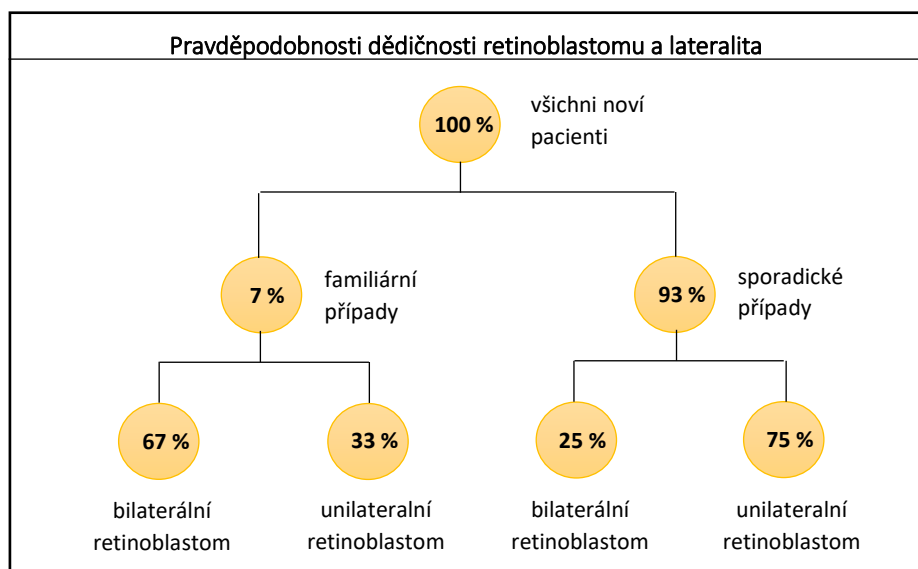 Pravděpodobnosti dědičnosti retinoblastomu a lateralita
100 %
všichni noví
pacienti
7 %
familiární
případy
93 %
sporadické
případy
67 %
33 %
25 %
75 %
bilaterální
retinoblastom
unilateralní
retinoblastom
bilaterální
retinoblastom
unilateralní
retinoblastom